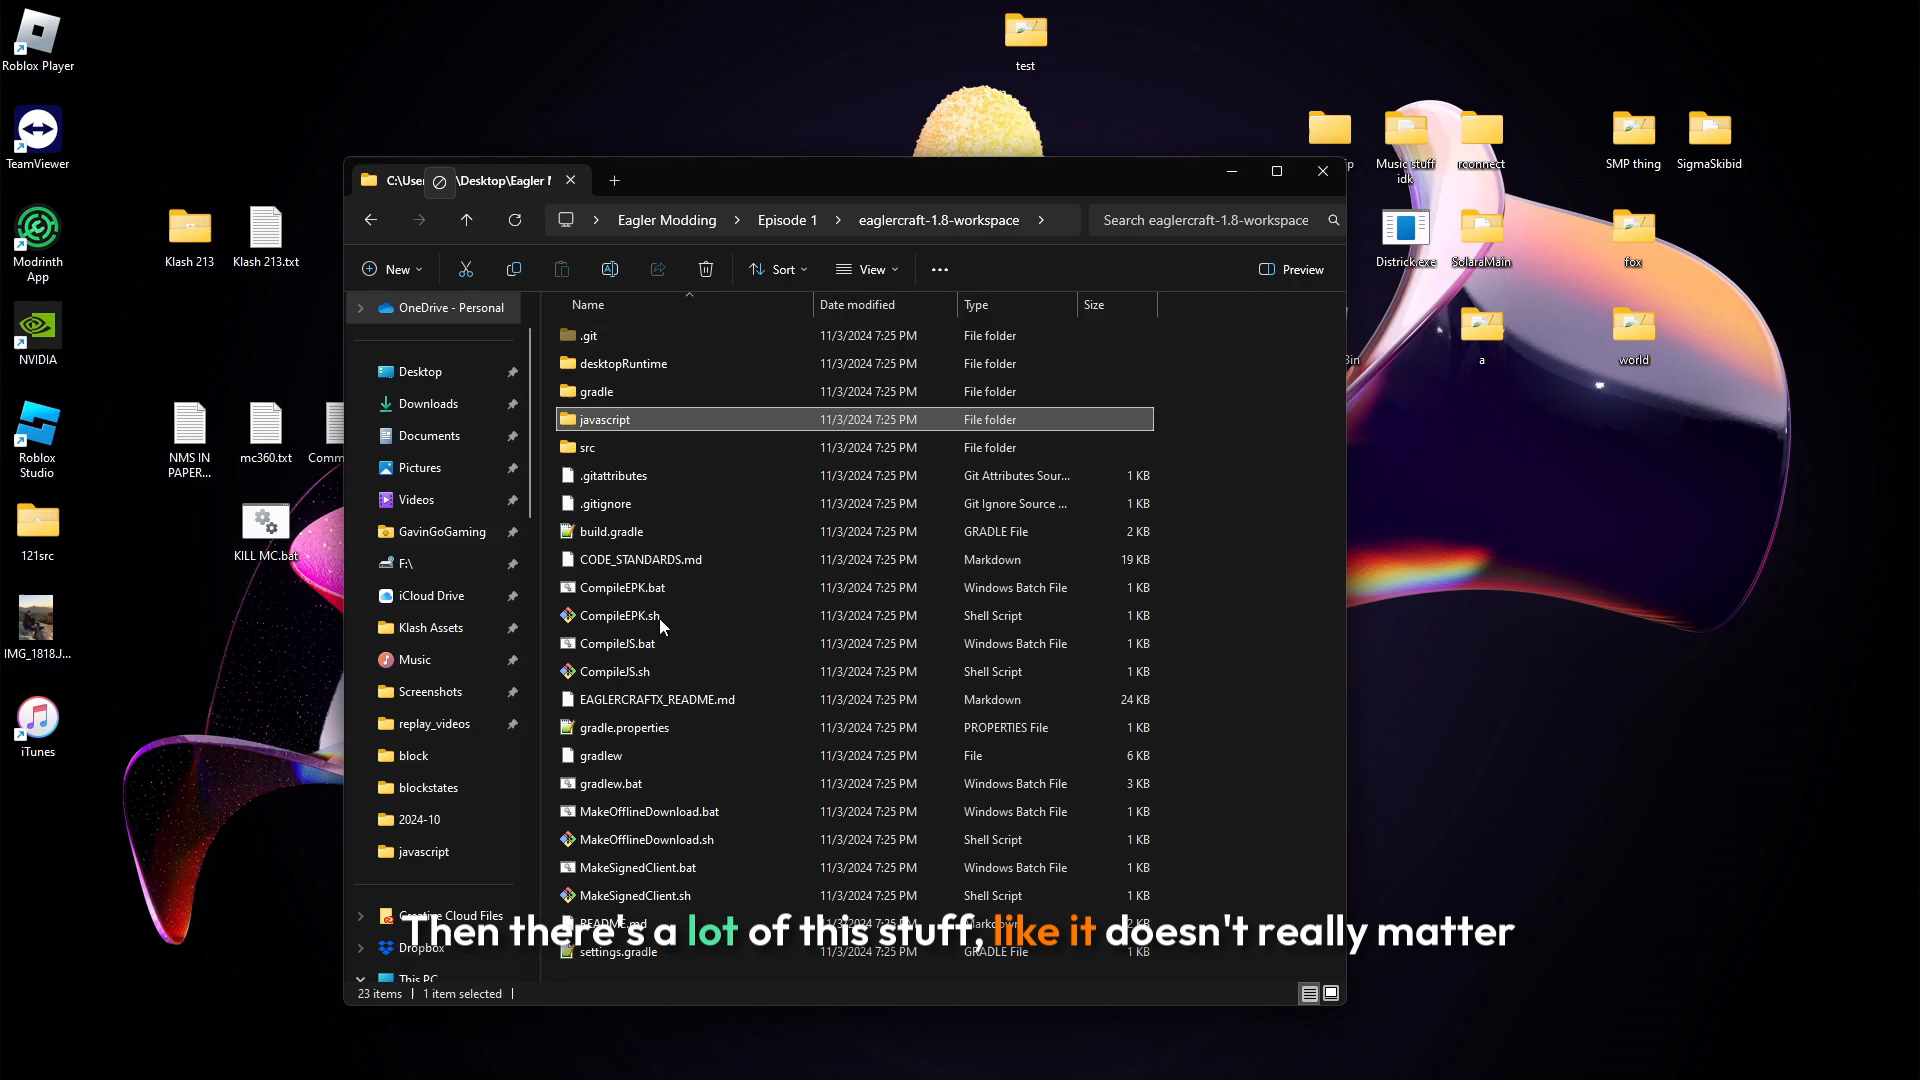 Roblox Player
TeamViewer
Modrinth
App
NVIDIA
Roblox
Studio
121src
IMG_1818.J...
iTunes
Klash 213
Klash 213.txt
NMS IN
PAPER...
mc360.txt
Comm
KILL MC.bat
test
Music stuff
idk
rconnect
SMP thing
SigmaSkibid
Districk.exe
SolaraMain
fox
Bin
a
world
C:\User
\Desktop\Eagler
Eagler Modding
Episode 1
eaglercraft-1.8-workspace
Search eaglercraft-1.8-workspace
New
Sort
View
Preview
OneDrive - Personal
Desktop
Downloads
Documents
Pictures
Videos
GavinGoGaming
F:\
iCloud Drive
Klash Assets
Music
Screenshots
replay_videos
block
blockstates
2024-10
javascript
Creative Cloud Files
Dropbox
This PC
Name Date modified Type Size
.git 11/3/2024 7:25 PM File folder
desktopRuntime 11/3/2024 7:25 PM File folder
gradle 11/3/2024 7:25 PM File folder
javascript 11/3/2024 7:25 PM File folder
src 11/3/2024 7:25 PM File folder
.gitattributes 11/3/2024 7:25 PM Git Attributes Sour... 1 KB
.gitignore 11/3/2024 7:25 PM Git Ignore Source ... 1 KB
build.gradle 11/3/2024 7:25 PM GRADLE File 2 KB
CODE_STANDARDS.md 11/3/2024 7:25 PM Markdown 19 KB
CompileEPK.bat 11/3/2024 7:25 PM Windows Batch File 1 KB
CompileEPK.sh 11/3/2024 7:25 PM Shell Script 1 KB
CompileJS.bat 11/3/2024 7:25 PM Windows Batch File 1 KB
CompileJS.sh 11/3/2024 7:25 PM Shell Script 1 KB
EAGLERCRAFTX_README.md 11/3/2024 7:25 PM Markdown 24 KB
gradle.properties 11/3/2024 7:25 PM PROPERTIES File 1 KB
gradlew 11/3/2024 7:25 PM File 6 KB
gradlew.bat 11/3/2024 7:25 PM Windows Batch File 3 KB
MakeOfflineDownload.bat 11/3/2024 7:25 PM Windows Batch File 1 KB
MakeOfflineDownload.sh 11/3/2024 7:25 PM Shell Script 1 KB
MakeSignedClient.bat 11/3/2024 7:25 PM Windows Batch File 1 KB
MakeSignedClient.sh 11/3/2024 7:25 PM Shell Script 1 KB
README.md Markdown 2 KB
settings.gradle 11/3/2024 7:25 PM GRADLE File 1 KB
Then there's a lot of this stuff, like it doesn't really matter
23 items
1 item selected